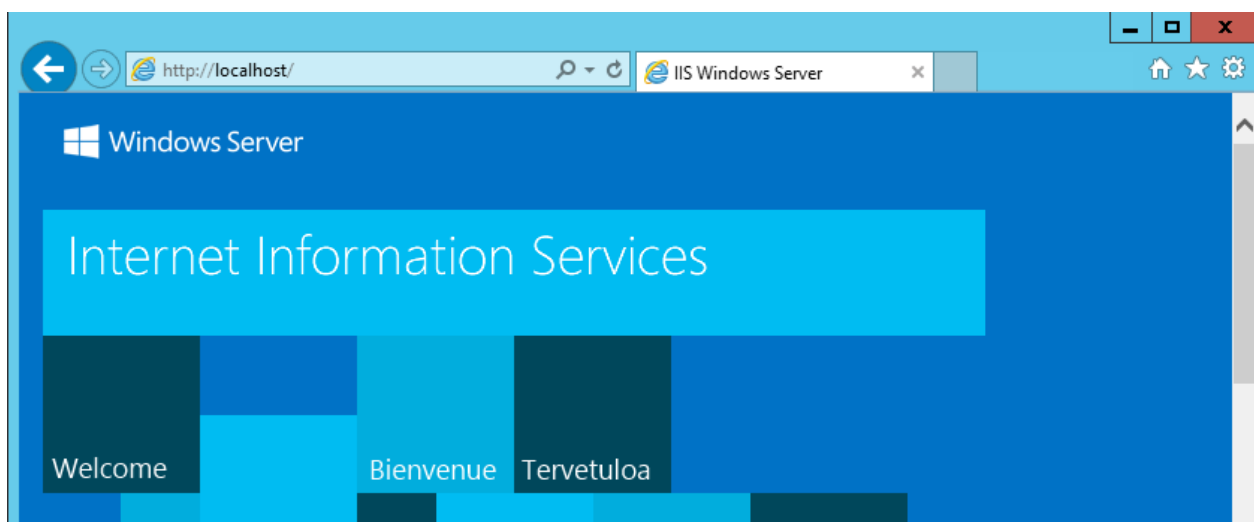 http://localhost/
IIS Windows Server
Windows Server
Internet Information Services
Welcome
Bienvenue
Tervetuloa